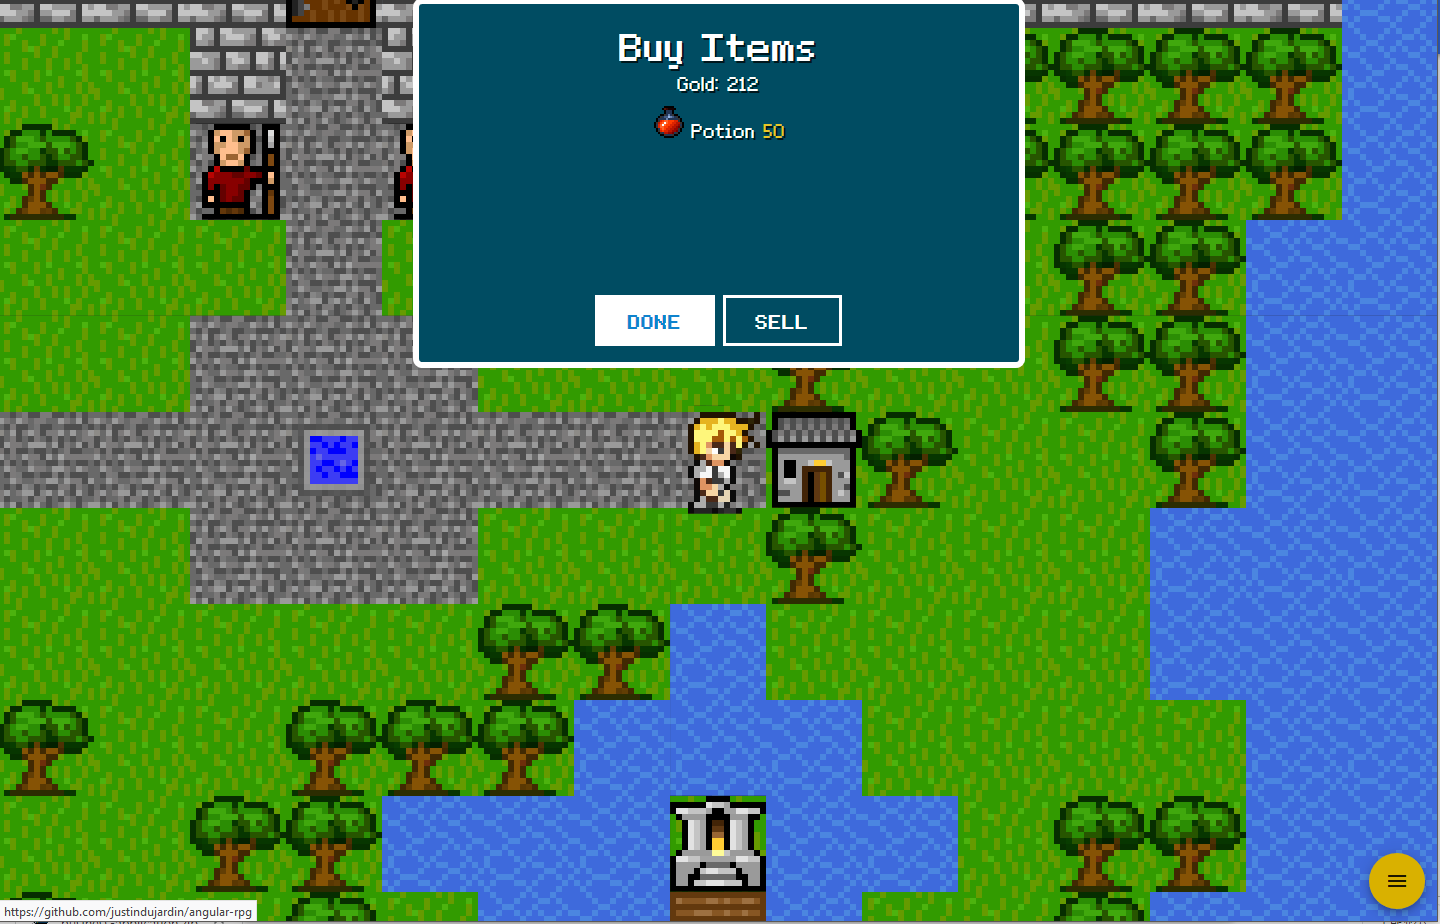 Buy Items
Gold: 212
Potion 50
DONE
SELL
https://github.com/justindujardin/angular-rpg